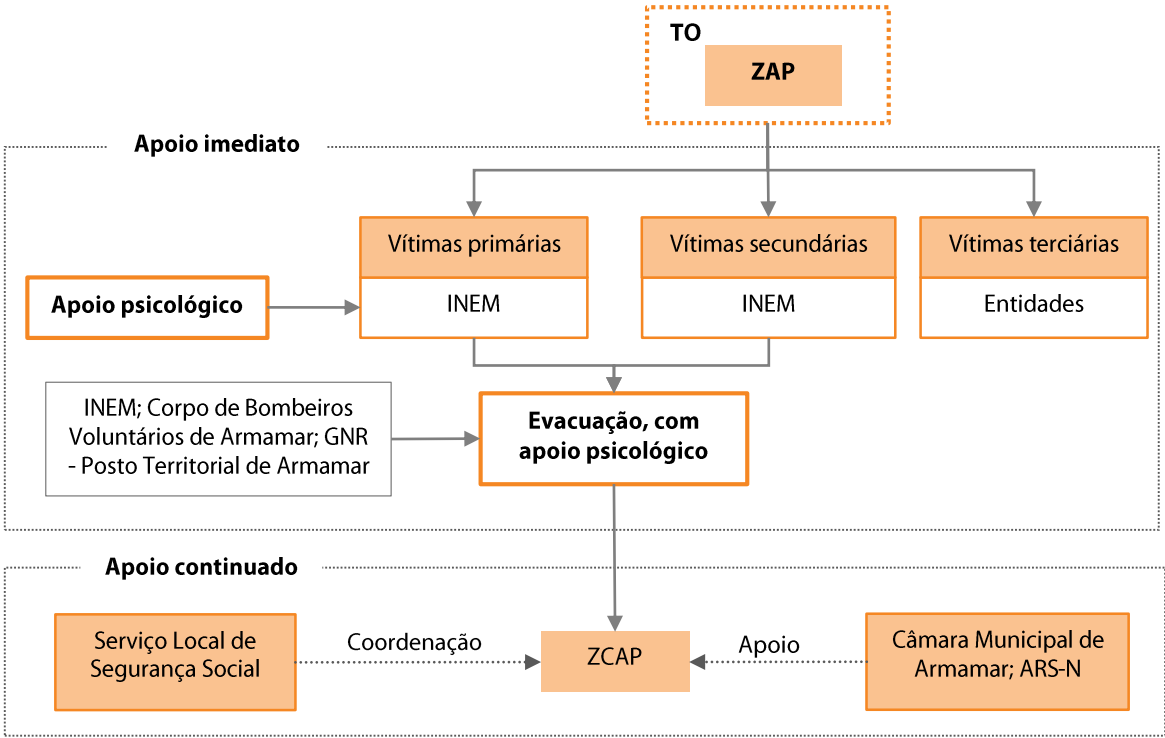 TO
ZAP
Apoio imediato
Vítimas primárias
INEM
Vítimas secundárias
INEM
Vítimas terciárias
Entidades
Apoio psicológico
INEM; Corpo de Bombeiros
Voluntários de Armamar; GNR
- Posto Territorial de Armamar
Evacuação, com
apoio psicológico
Apoio continuado
Serviço Local de
Segurança Social
Coordenação
ZCAP
Apoio
Câmara Municipal de
Armamar; ARS-N